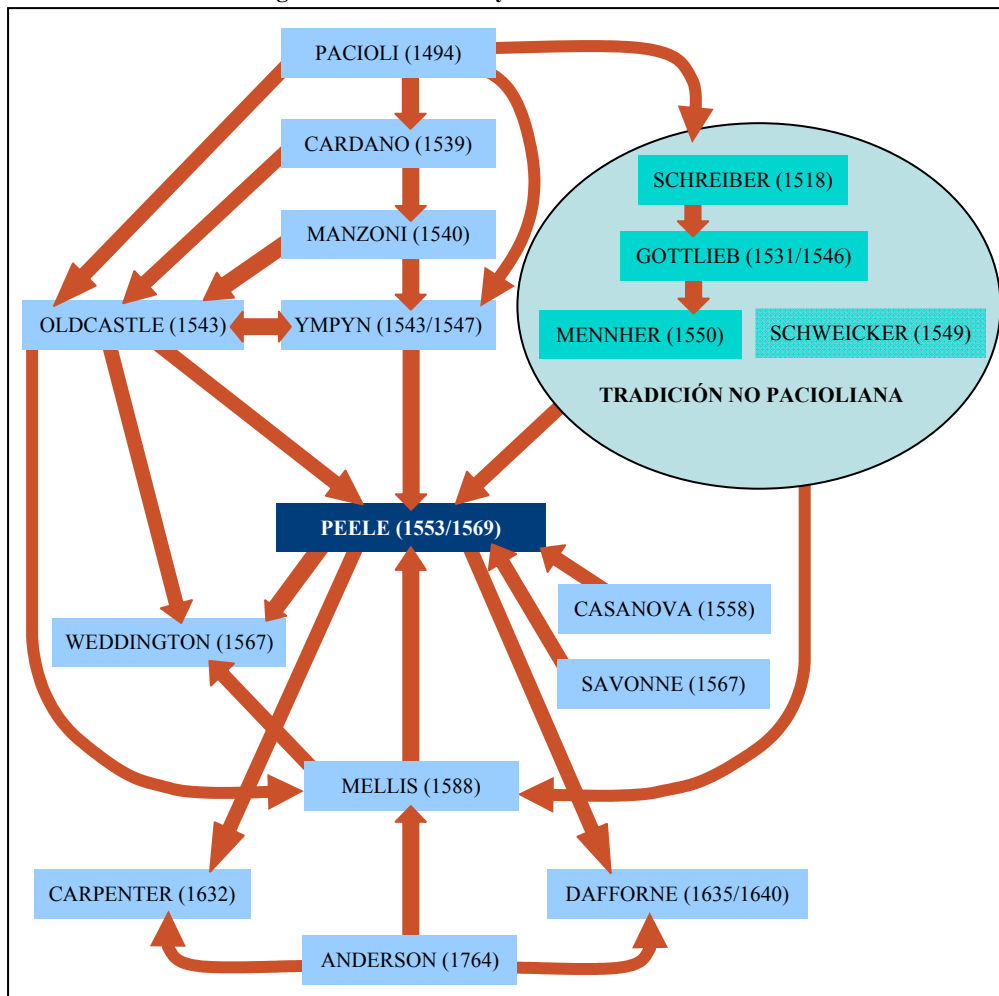 PACIOLI (1494)
CARDANO (1539)
SCHREIBER (1518)
MANZONI (1540)
GOTTLIEB (1531/1546)
OLDCASTLE (1543)
YMPYN (1543/1547)
MENNHER (1550)
SCHWEICKER (1549)
TRADICIÓN NO PACIOLIANA
PEELE (1553/1569)
CASANOVA (1558)
WEDDINGTON (1567)
SAVONNE (1567)
MELLIS (1588)
CARPENTER (1632)
DAFFORNE (1635/1640)
ANDERSON (1764)